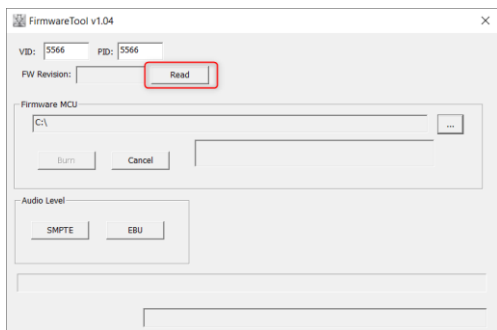 FirmwareTool v1.04
VID: 5566 PID: 5566
FW Revision: Read
Firmware MCU
C:\
...
Burn Cancel
Audio Level
SMPTE EBU